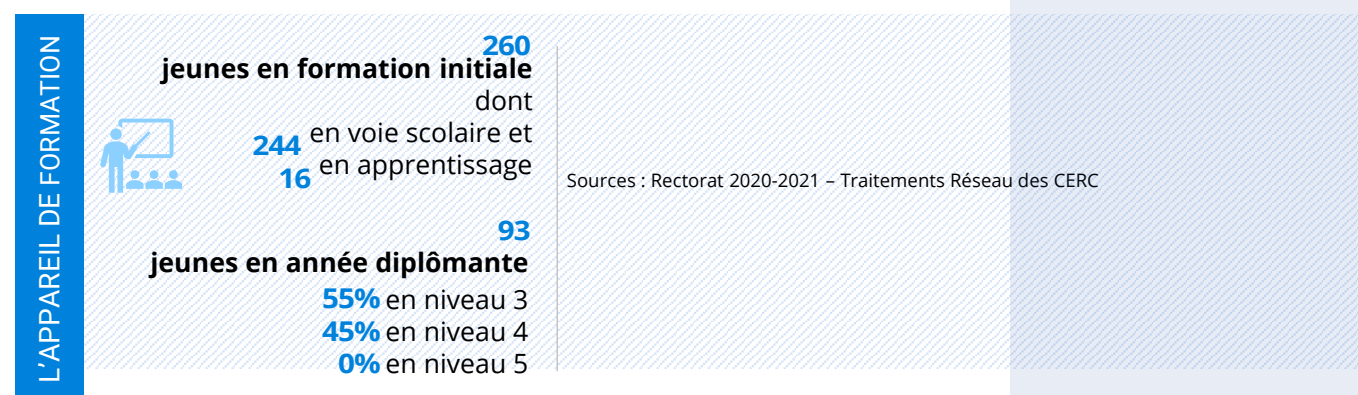 L'APPAREIL DE FORMATION
260
jeunes en formation initiale
dont
244 en voie scolaire et
16 en apprentissage
93
jeunes en année diplômante
55% en niveau 3
45% en niveau 4
0% en niveau 5
Sources : Rectorat 2020-2021 – Traitements Réseau des CERC